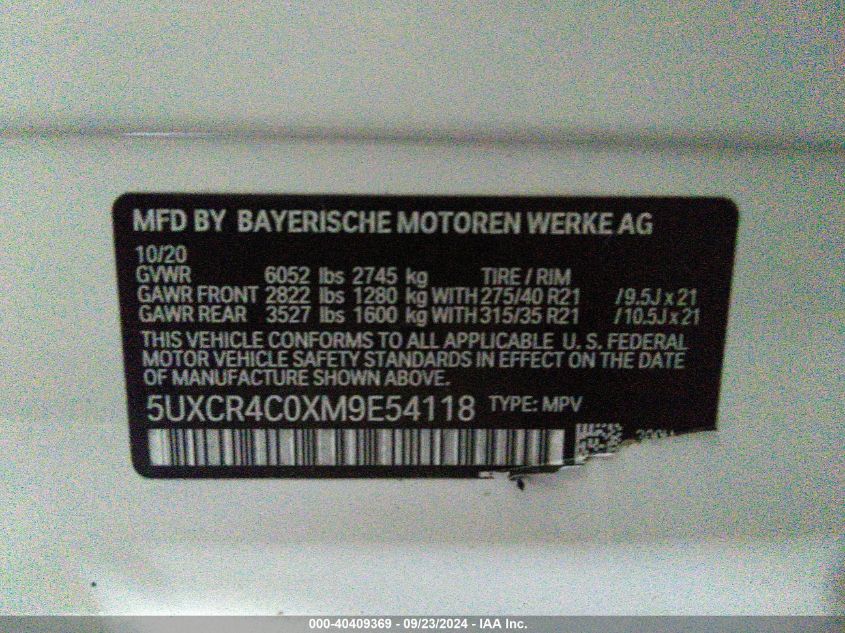 MFD BY BAYERISCHE MOTOREN WERKE AG
10/20
GVWR 6052 lbs 2745 kg TIRE / RIM
GAWR FRONT 2822 lbs 1280 kg WITH 275/40 R21 / 9.5J x 21
GAWR REAR 3527 lbs 1600 kg WITH 315/35 R21 / 10.5J x 21
THIS VEHICLE CONFORMS TO ALL APPLICABLE U.S. FEDERAL
MOTOR VEHICLE SAFETY STANDARDS IN EFFECT ON THE DATE
OF MANUFACTURE SHOWN ABOVE.
5UXCR4C0XM9E54118 TYPE: MPV
000-40409369 - 09/23/2024 - IAA Inc.